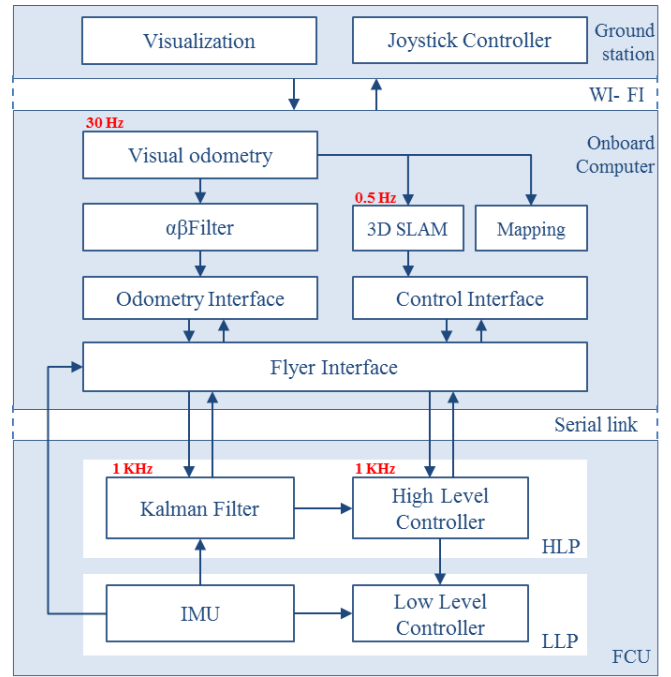 Visualization
Joystick Controller
Ground
station
WI- FI
30 Hz
Visual odometry
Onboard
Computer
0.5 Hz
αβFilter
3D SLAM
Mapping
Odometry Interface
Control Interface
Flyer Interface
Serial link
1 KHz
1 KHz
Kalman Filter
High Level
Controller
HLP
IMU
Low Level
Controller
LLP
FCU